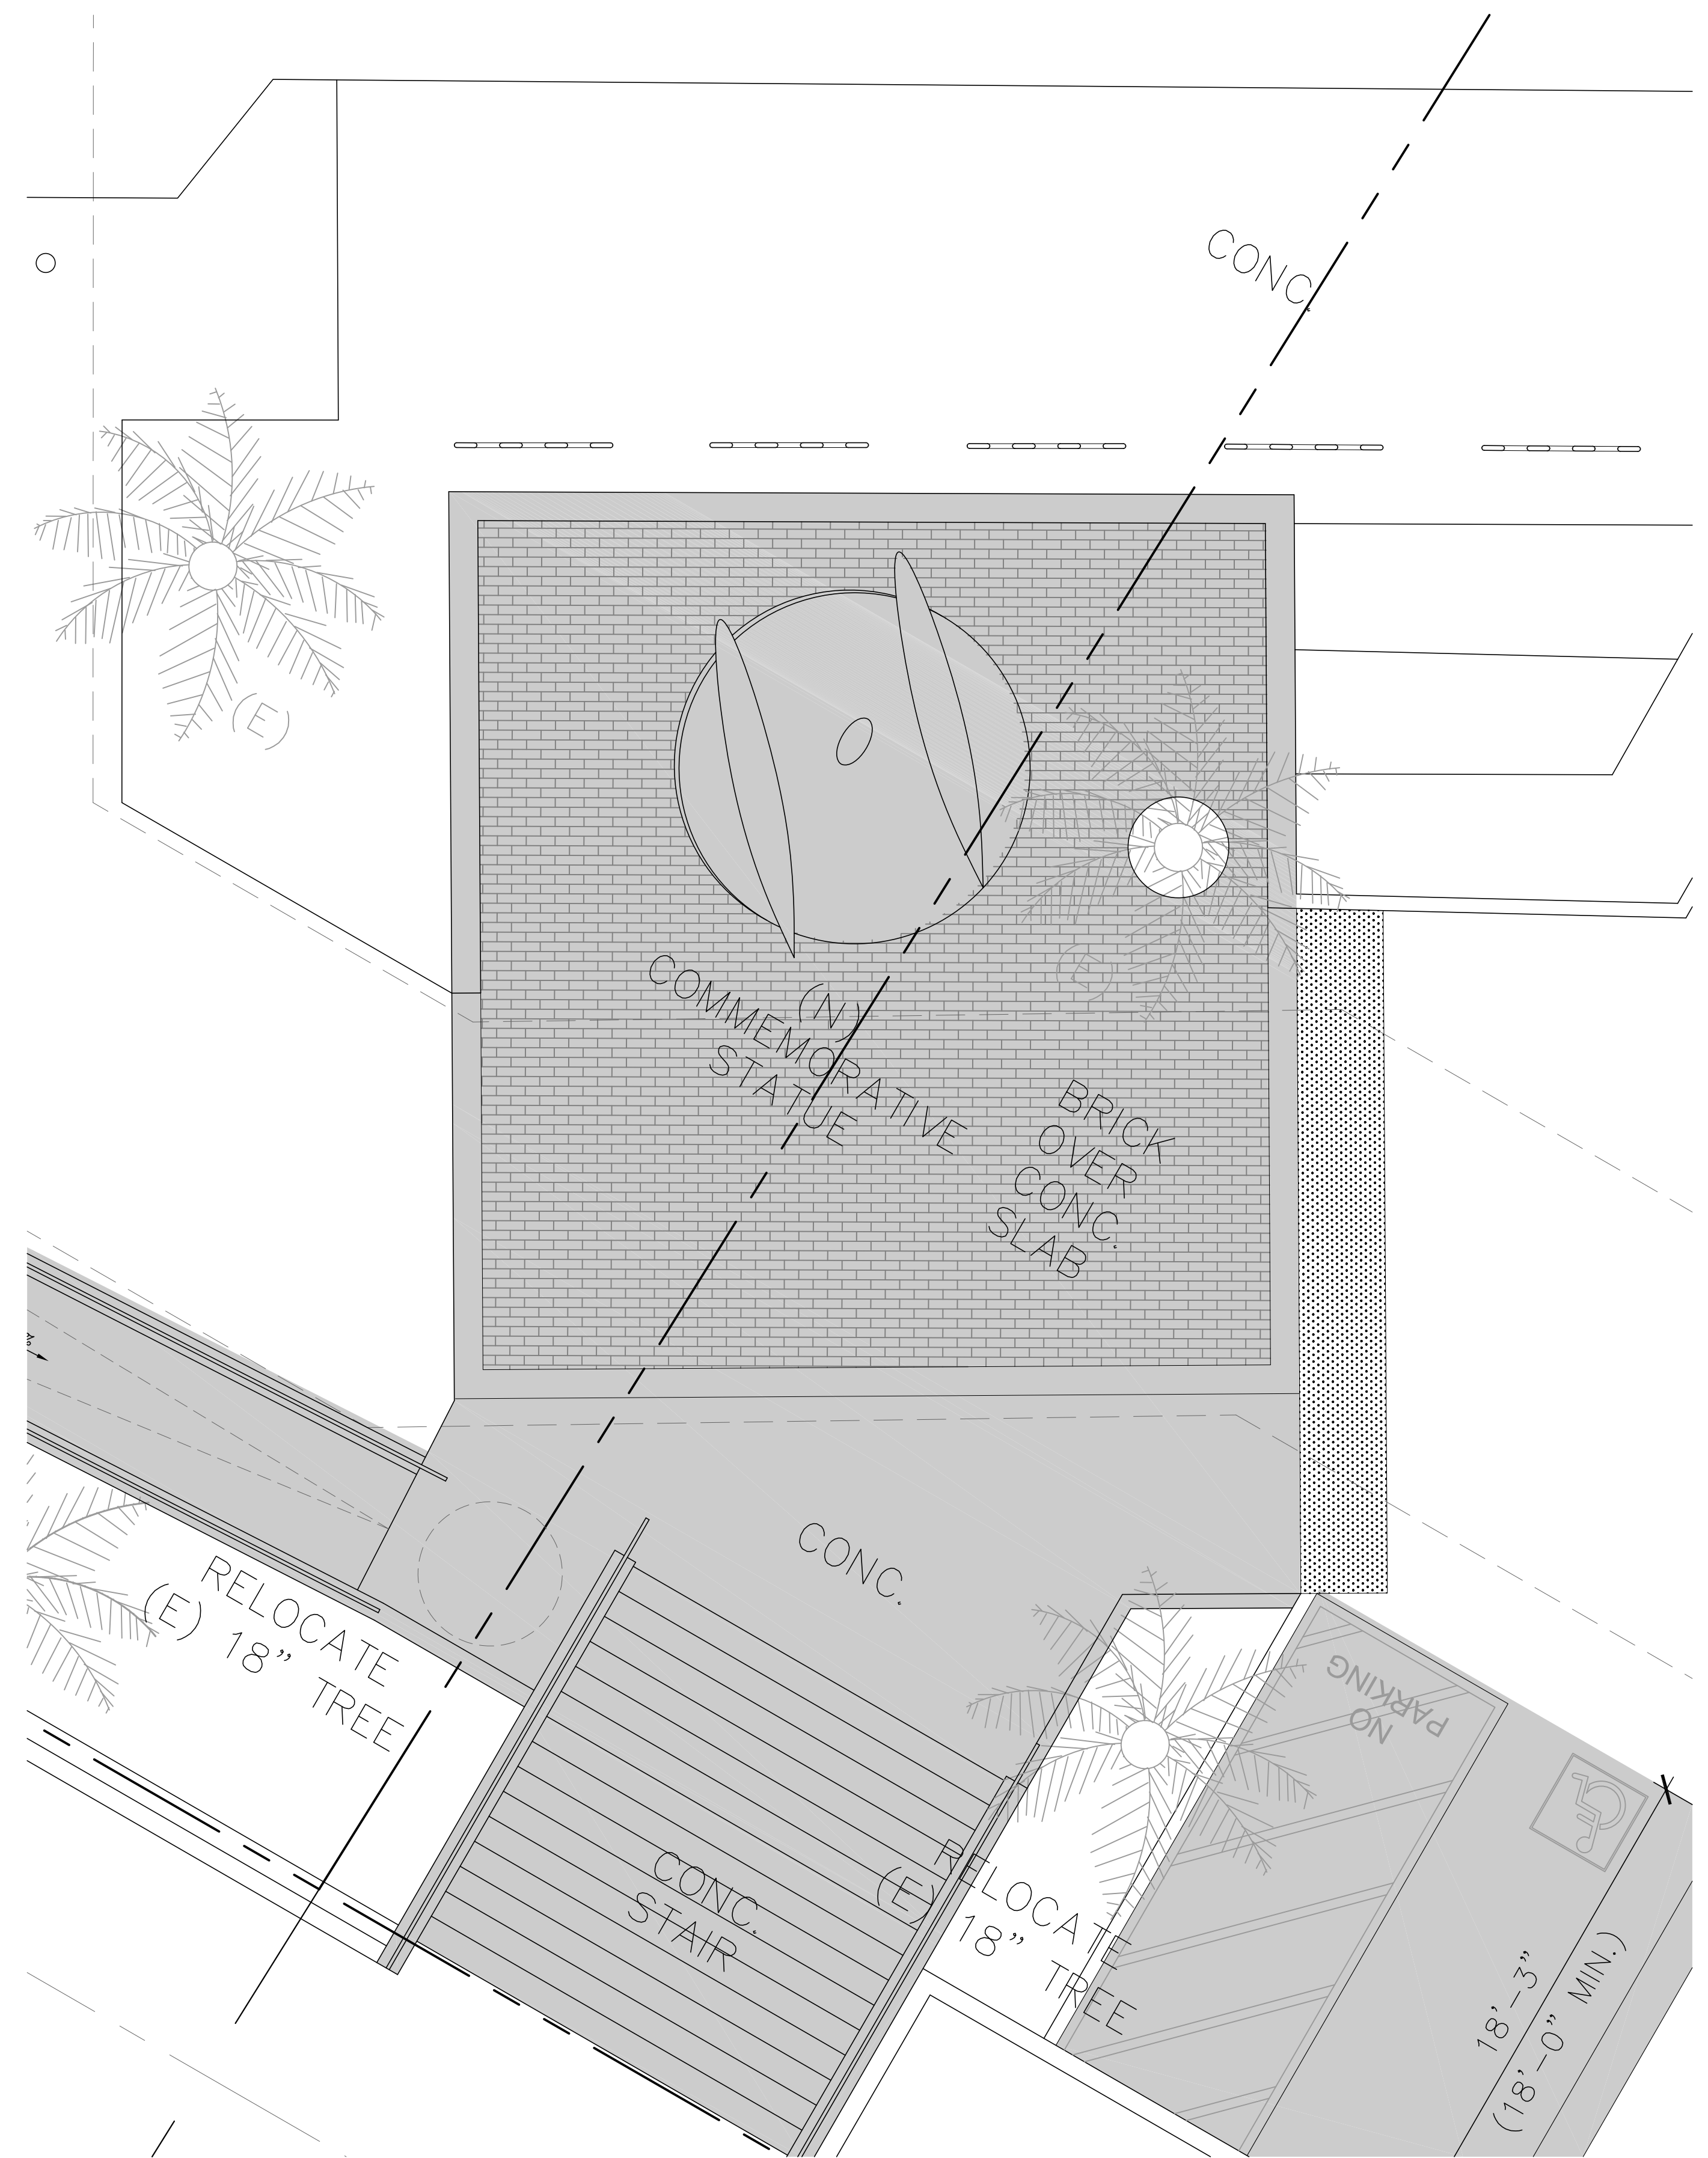 CONC.
(E)
(N)
COMMEMORATIVE
STATUE
(E)
BRICK
OVER
CONC.
SLAB
%
CONC.
RELOCATE
(E) 18” TREE
NO
PARKING
CONC.
STAIR
RELOCATE
(E) 18” TREE
18’–3”
(18’–0” MIN.)